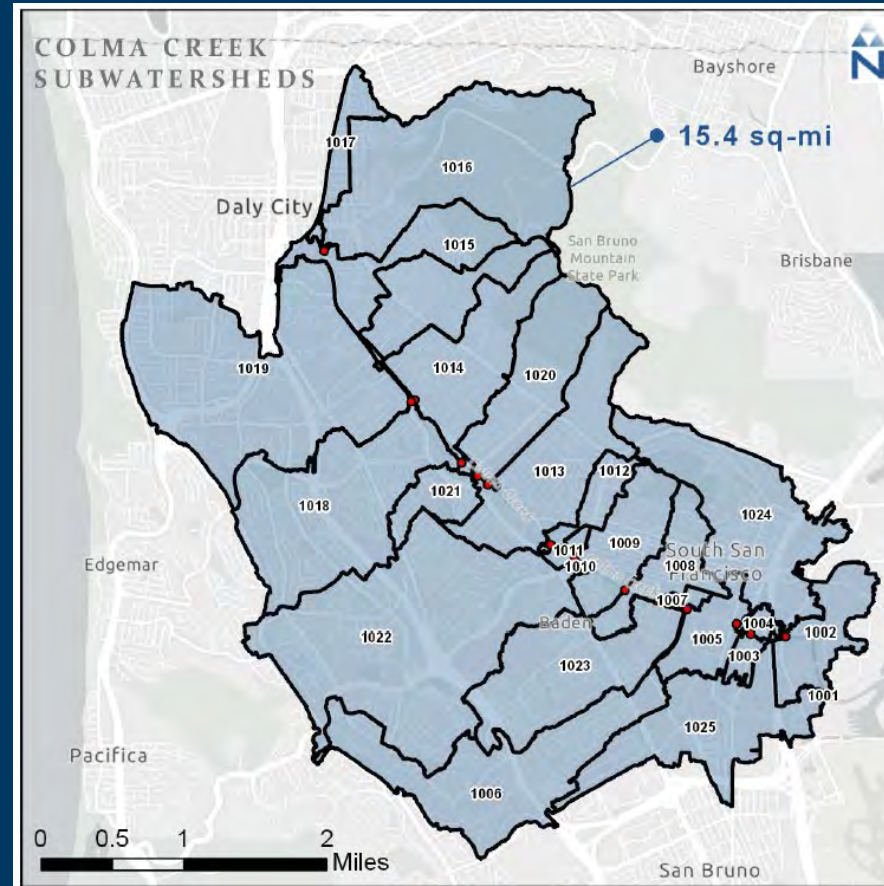 COLMA CREEK
SUBWATERSHEDS
N
Bayshore
15.4 sq-mi
1017
1016
Daly City
1015
San Bruno
Mountain
State Park
Brisbane
1019
1014
1020
1013
1012
1021
1018
1024
1011
1009
South San
Francisco
1010
1008
Edgemar
1007
1004
1002
Baden
1005
1003
1022
1023
1001
1025
Pacifica
1006
0 0.5 1 2
Miles
San Bruno